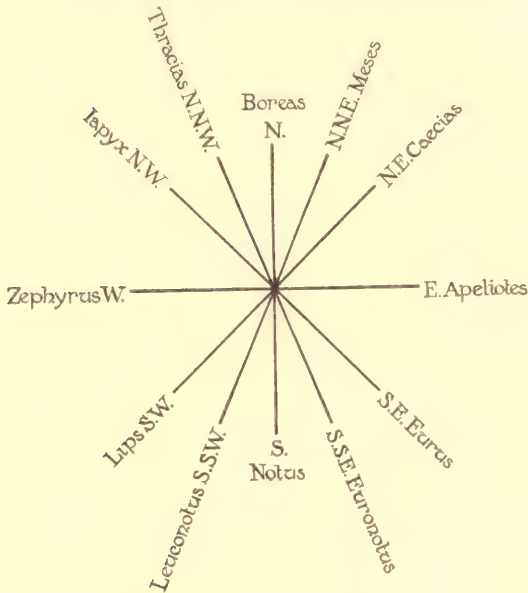 Thracias N.N.W.
Boreas
N.
N.N.E. Meses
Iapyx N.W.
N.E. Caecias
Zephyrus W.
E. Apeliotes
Lips S.W.
S.E. Eurus
Leuconotus S.S.W.
S.
Notus
S.S.E. Euronotus